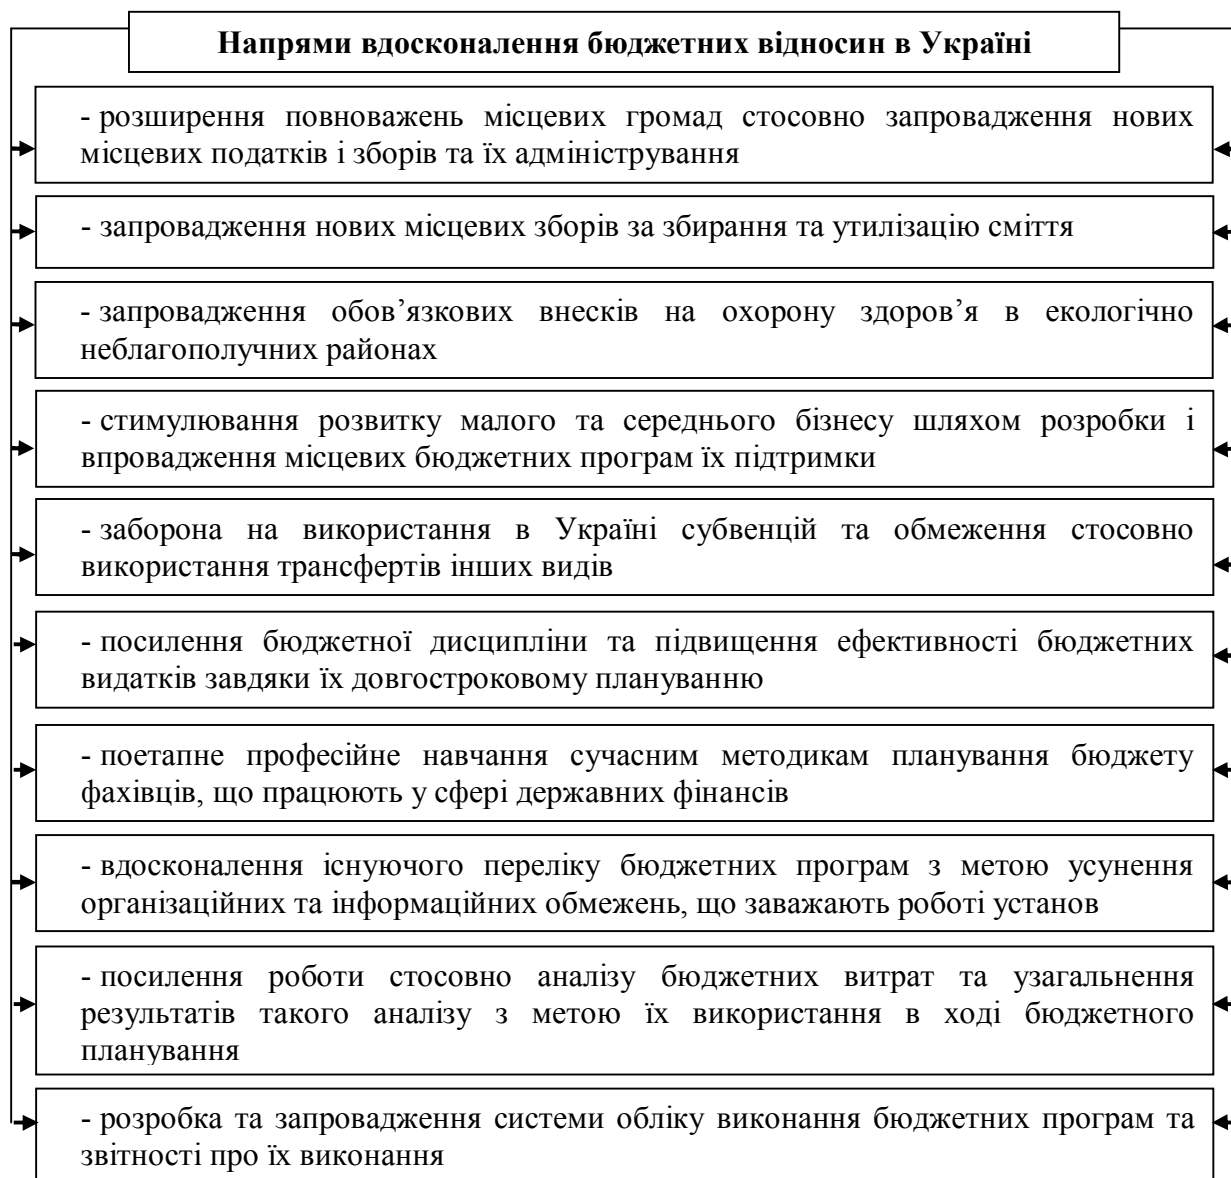 Напрями вдосконалення бюджетних відносин в Україні
- розширення повноважень місцевих громад стосовно запровадження нових
місцевих податків і зборів та їх адміністрування
- запровадження нових місцевих зборів за збирання та утилізацію сміття
- запровадження обов’язкових внесків на охорону здоров’я в екологічно
неблагополучних районах
- стимулювання розвитку малого та середнього бізнесу шляхом розробки і
впровадження місцевих бюджетних програм їх підтримки
- заборона на використання в Україні субвенцій та обмеження стосовно
використання трансфертів інших видів
- посилення бюджетної дисципліни та підвищення ефективності бюджетних
видатків завдяки їх довгостроковому плануванню
- поетапне професійне навчання сучасним методикам планування бюджету
фахівців, що працюють у сфері державних фінансів
- вдосконалення існуючого переліку бюджетних програм з метою усунення
організаційних та інформаційних обмежень, що заважають роботі установ
- посилення роботи стосовно аналізу бюджетних витрат та узагальнення
результатів такого аналізу з метою їх використання в ході бюджетного
планування
- розробка та запровадження системи обліку виконання бюджетних програм та
звітності про їх виконання